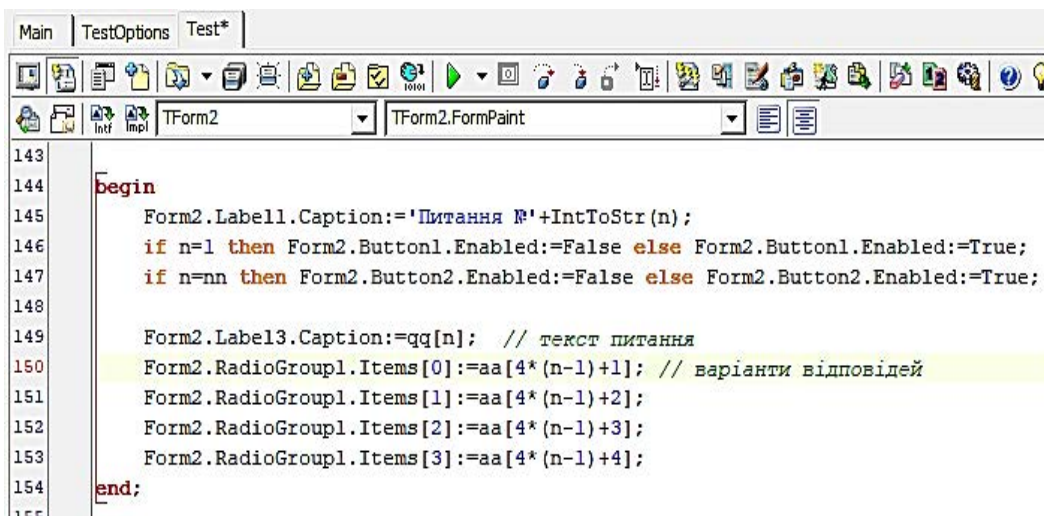 Main TestOptions Test*
Intf Impl TForm2 TForm2.FormPaint
143
144 begin
145 Form2.Label1.Caption:='Питання №'+IntToStr(n);
146 if n=1 then Form2.Button1.Enabled:=False else Form2.Button1.Enabled:=True;
147 if n=nn then Form2.Button2.Enabled:=False else Form2.Button2.Enabled:=True;
148
149 Form2.Label3.Caption:=qq[n]; // текст питання
150 Form2.RadioGroup1.Items[0]:=aa[4*(n-1)+1]; // варіанти відповідей
151 Form2.RadioGroup1.Items[1]:=aa[4*(n-1)+2];
152 Form2.RadioGroup1.Items[2]:=aa[4*(n-1)+3];
153 Form2.RadioGroup1.Items[3]:=aa[4*(n-1)+4];
154 end;